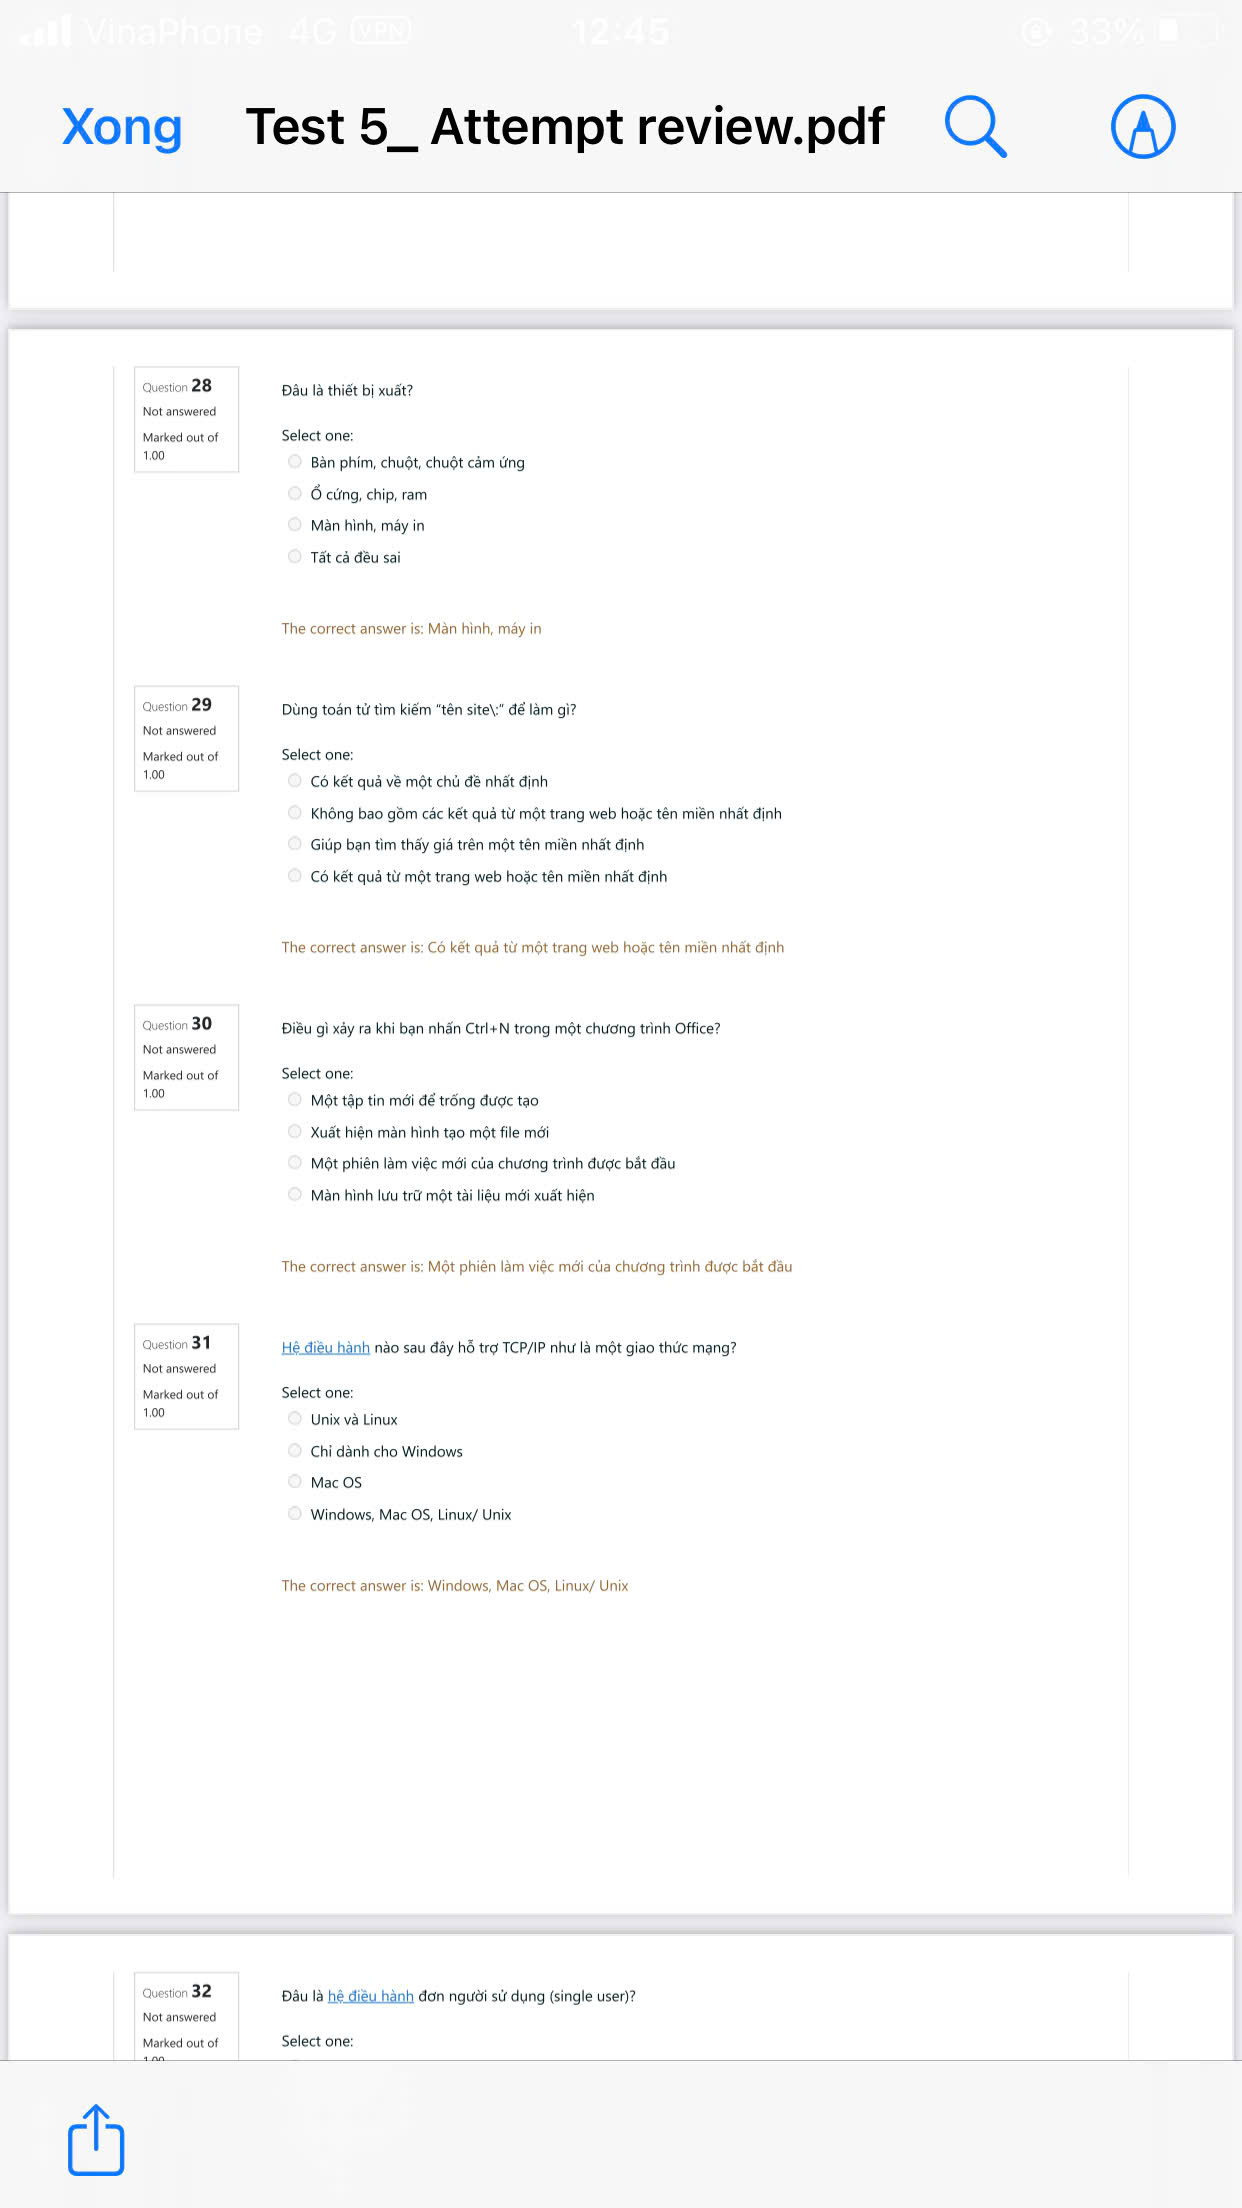 VinaPhone 4G VPN 12:45 33%
Xong Test 5_ Attempt review.pdf
Question 28
Not answered
Marked out of
1.00
Đâu là thiết bị xuất?
Select one:
Bàn phím, chuột, chuột cảm ứng
Ổ cứng, chip, ram
Màn hình, máy in
Tất cả đều sai
The correct answer is: Màn hình, máy in
Question 29
Not answered
Marked out of
1.00
Dùng toán tử tìm kiếm “tên site\:” để làm gì?
Select one:
Có kết quả về một chủ đề nhất định
Không bao gồm các kết quả từ một trang web hoặc tên miền nhất định
Giúp bạn tìm thấy giá trên một tên miền nhất định
Có kết quả từ một trang web hoặc tên miền nhất định
The correct answer is: Có kết quả từ một trang web hoặc tên miền nhất định
Question 30
Not answered
Marked out of
1.00
Điều gì xảy ra khi bạn nhấn Ctrl+N trong một chương trình Office?
Select one:
Một tập tin mới để trống được tạo
Xuất hiện màn hình tạo một file mới
Một phiên làm việc mới của chương trình được bắt đầu
Màn hình lưu trữ một tài liệu mới xuất hiện
The correct answer is: Một phiên làm việc mới của chương trình được bắt đầu
Question 31
Not answered
Marked out of
1.00
Hệ điều hành nào sau đây hỗ trợ TCP/IP như là một giao thức mạng?
Select one:
Unix và Linux
Chỉ dành cho Windows
Mac OS
Windows, Mac OS, Linux/ Unix
The correct answer is: Windows, Mac OS, Linux/ Unix
Question 32
Not answered
Marked out of
1.00
Đâu là hệ điều hành đơn người sử dụng (single user)?
Select one: